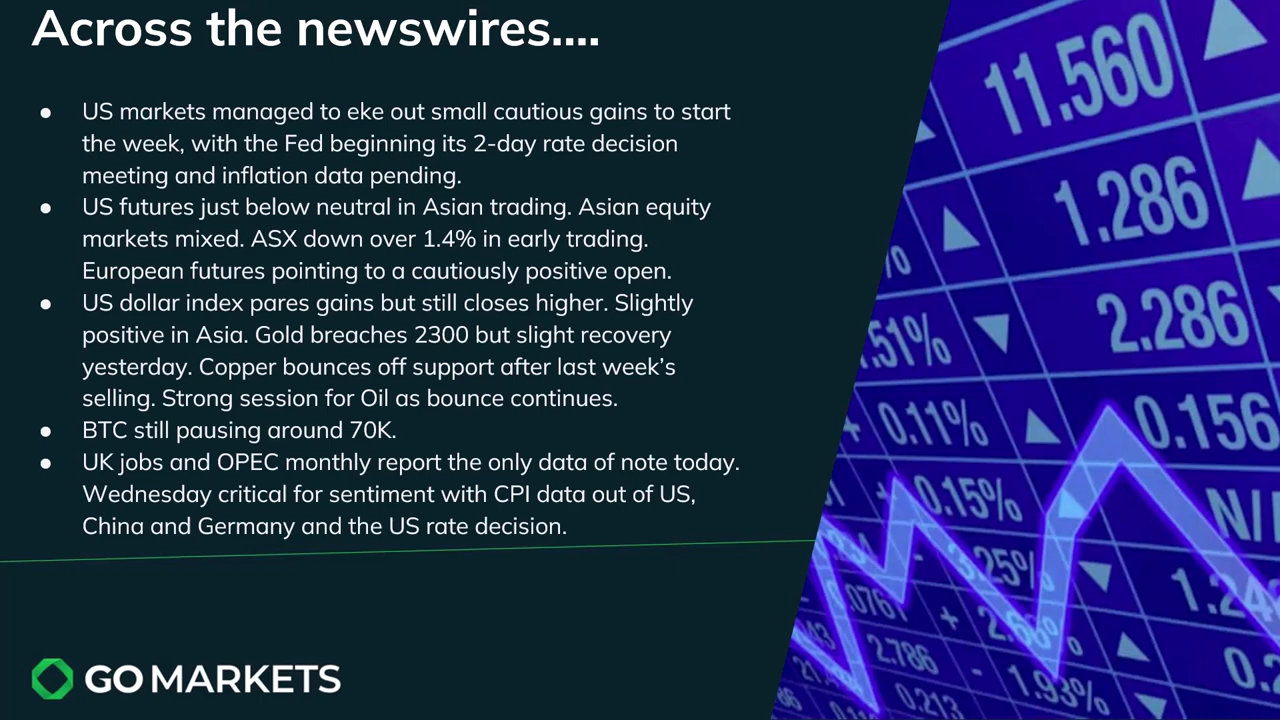 Across the newswires....
● US markets managed to eke out small cautious gains to start
the week, with the Fed beginning its 2-day rate decision
meeting and inflation data pending.
● US futures just below neutral in Asian trading. Asian equity
markets mixed. ASX down over 1.4% in early trading.
European futures pointing to a cautiously positive open.
● US dollar index pares gains but still closes higher. Slightly
positive in Asia. Gold breaches 2300 but slight recovery
yesterday. Copper bounces off support after last week’s
selling. Strong session for Oil as bounce continues.
● BTC still pausing around 70K.
● UK jobs and OPEC monthly report the only data of note today.
Wednesday critical for sentiment with CPI data out of US,
China and Germany and the US rate decision.
GO MARKETS
11.560
1.286
2.286
0.156
0.11%
0.15%
2.786
1.93%
0.213